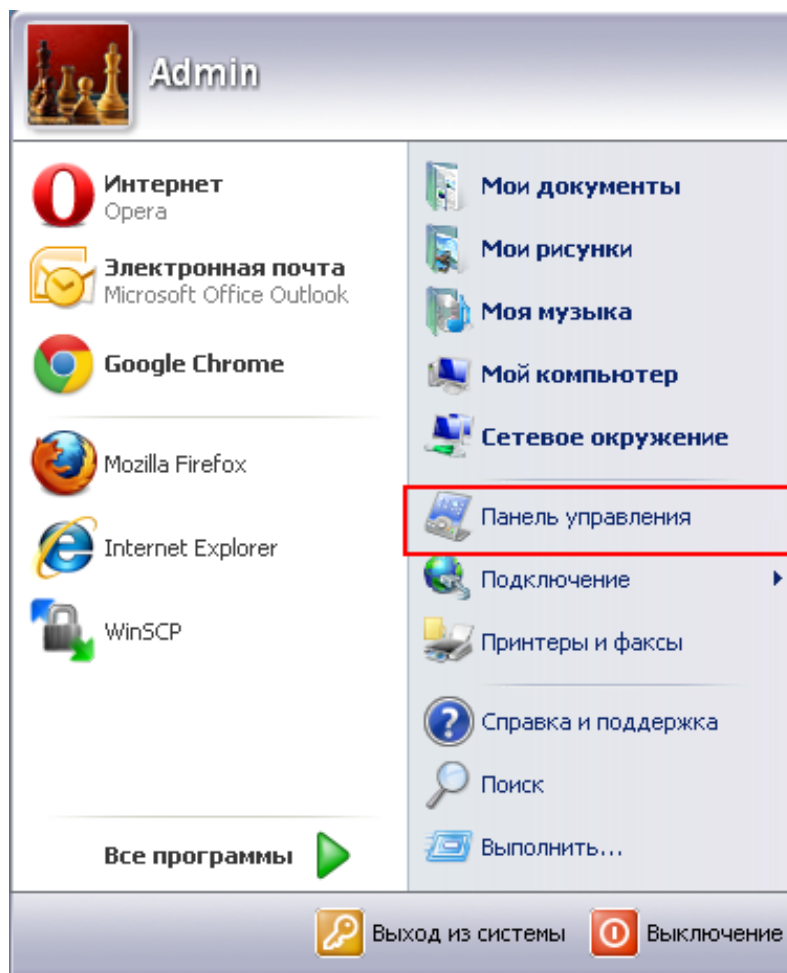 Admin
Интернет
Opera
Электронная почта
Microsoft Office Outlook
Google Chrome
Mozilla Firefox
Internet Explorer
WinSCP
Все программы
Мои документы
Мои рисунки
Моя музыка
Мой компьютер
Сетевое окружение
Панель управления
Подключение
Принтеры и факсы
Справка и поддержка
Поиск
Выполнить...
Выход из системы
Выключение